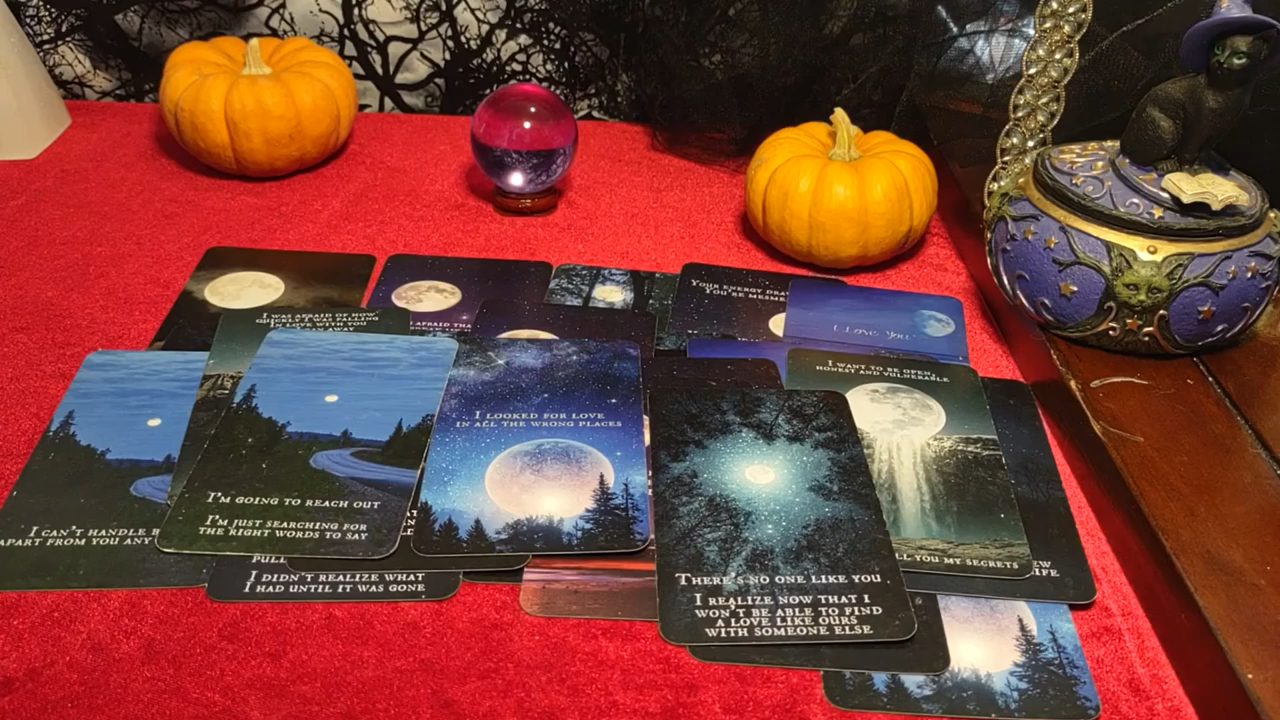 I WAS AFRAID OF HOW
QUICKLY I WAS FALLING
IN LOVE WITH YOU
AFRAID
YOUR ENERGY
I LOVE YOU
I WANT TO BE OPEN,
HONEST AND VULNERABLE
I LOOKED FOR LOVE
IN ALL THE WRONG PLACES
I'M GOING TO REACH OUT
I'M JUST SEARCHING FOR
THE RIGHT WORDS TO SAY
I CAN'T HANDLE
APART FROM YOU ANY
I DIDN'T REALIZE WHAT
I HAD UNTIL IT WAS GONE
YOU MY SECRETS
THERE'S NO ONE LIKE YOU
I REALIZE NOW THAT I
WON'T BE ABLE TO FIND
A LOVE LIKE OURS
WITH SOMEONE ELSE